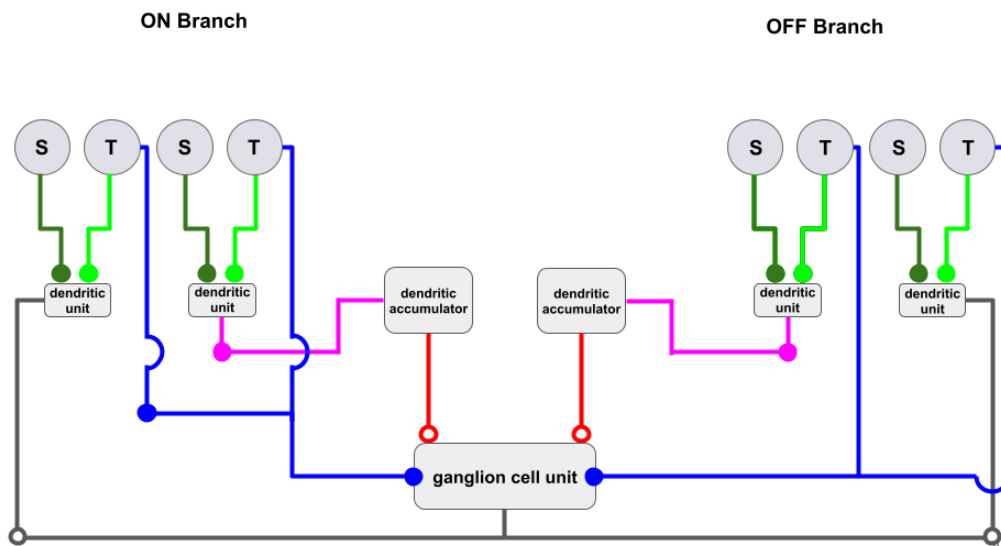 ON Branch
OFF Branch
S
T
S
T
S
T
S
T
dendritic
unit
dendritic
unit
dendritic
accumulator
dendritic
accumulator
dendritic
unit
dendritic
unit
ganglion cell unit